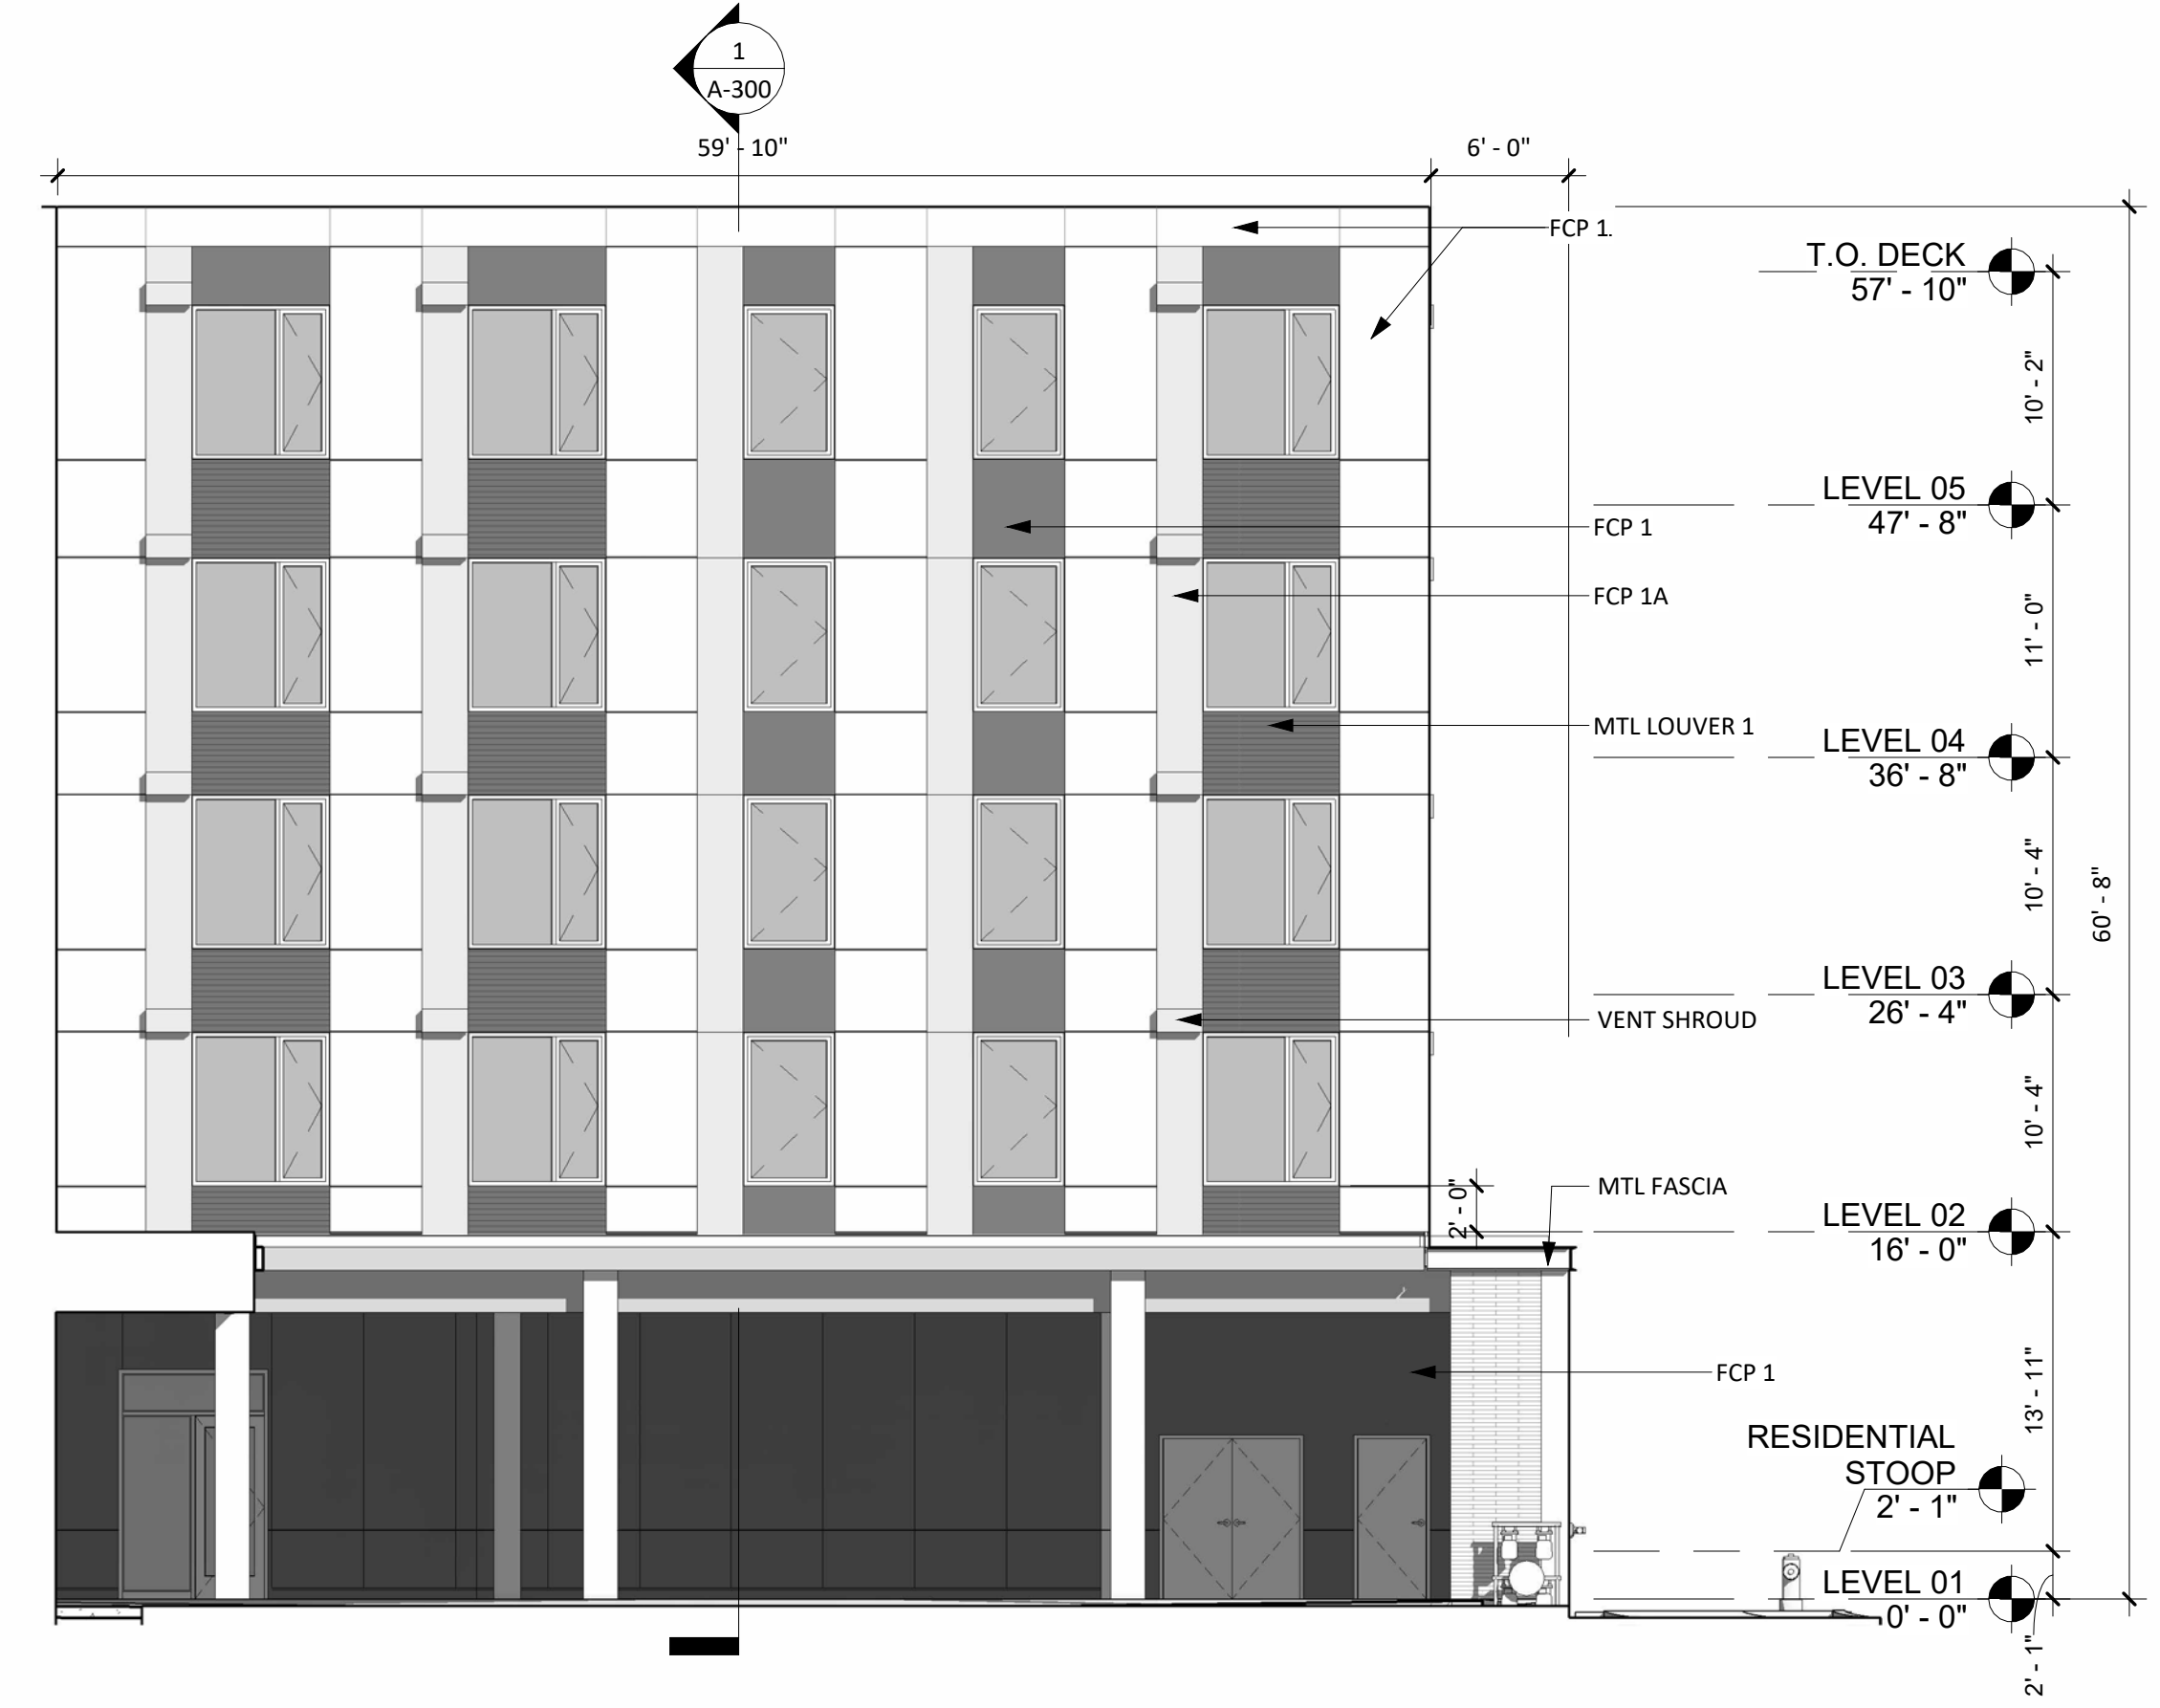 1
A-300
59' - 10"
6' - 0"
FCP 1.
T.O. DECK
57' - 10"
10' - 2"
LEVEL 05
47' - 8"
FCP 1
FCP 1A
11' - 0"
MTL LOUVER 1
LEVEL 04
36' - 8"
10' - 4"
60' - 8"
LEVEL 03
26' - 4"
VENT SHROUD
10' - 4"
MTL FASCIA
2' - 0"
LEVEL 02
16' - 0"
FCP 1
13' - 11"
RESIDENTIAL
STOOP
2' - 1"
LEVEL 01
0' - 0"
2' - 1"